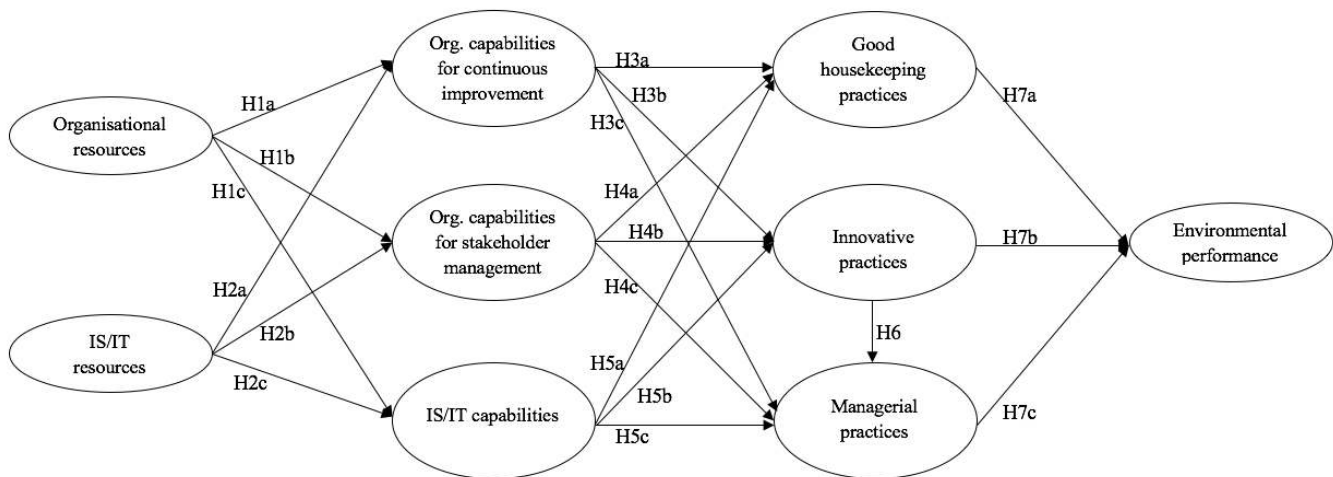 Org. capabilities
for continuous
improvement
Good
housekeeping
practices
H3a
H3b
H3c
H7a
H1a
Organisational
resources
H1b
H1c
H4a
Org. capabilities
for stakeholder
management
H4b
Innovative
practices
H7b
Environmental
performance
H4c
H2a
H2b
H6
IS/IT
resources
H2c
H5a
H5b
H5c
IS/IT capabilities
Managerial
practices
H7c